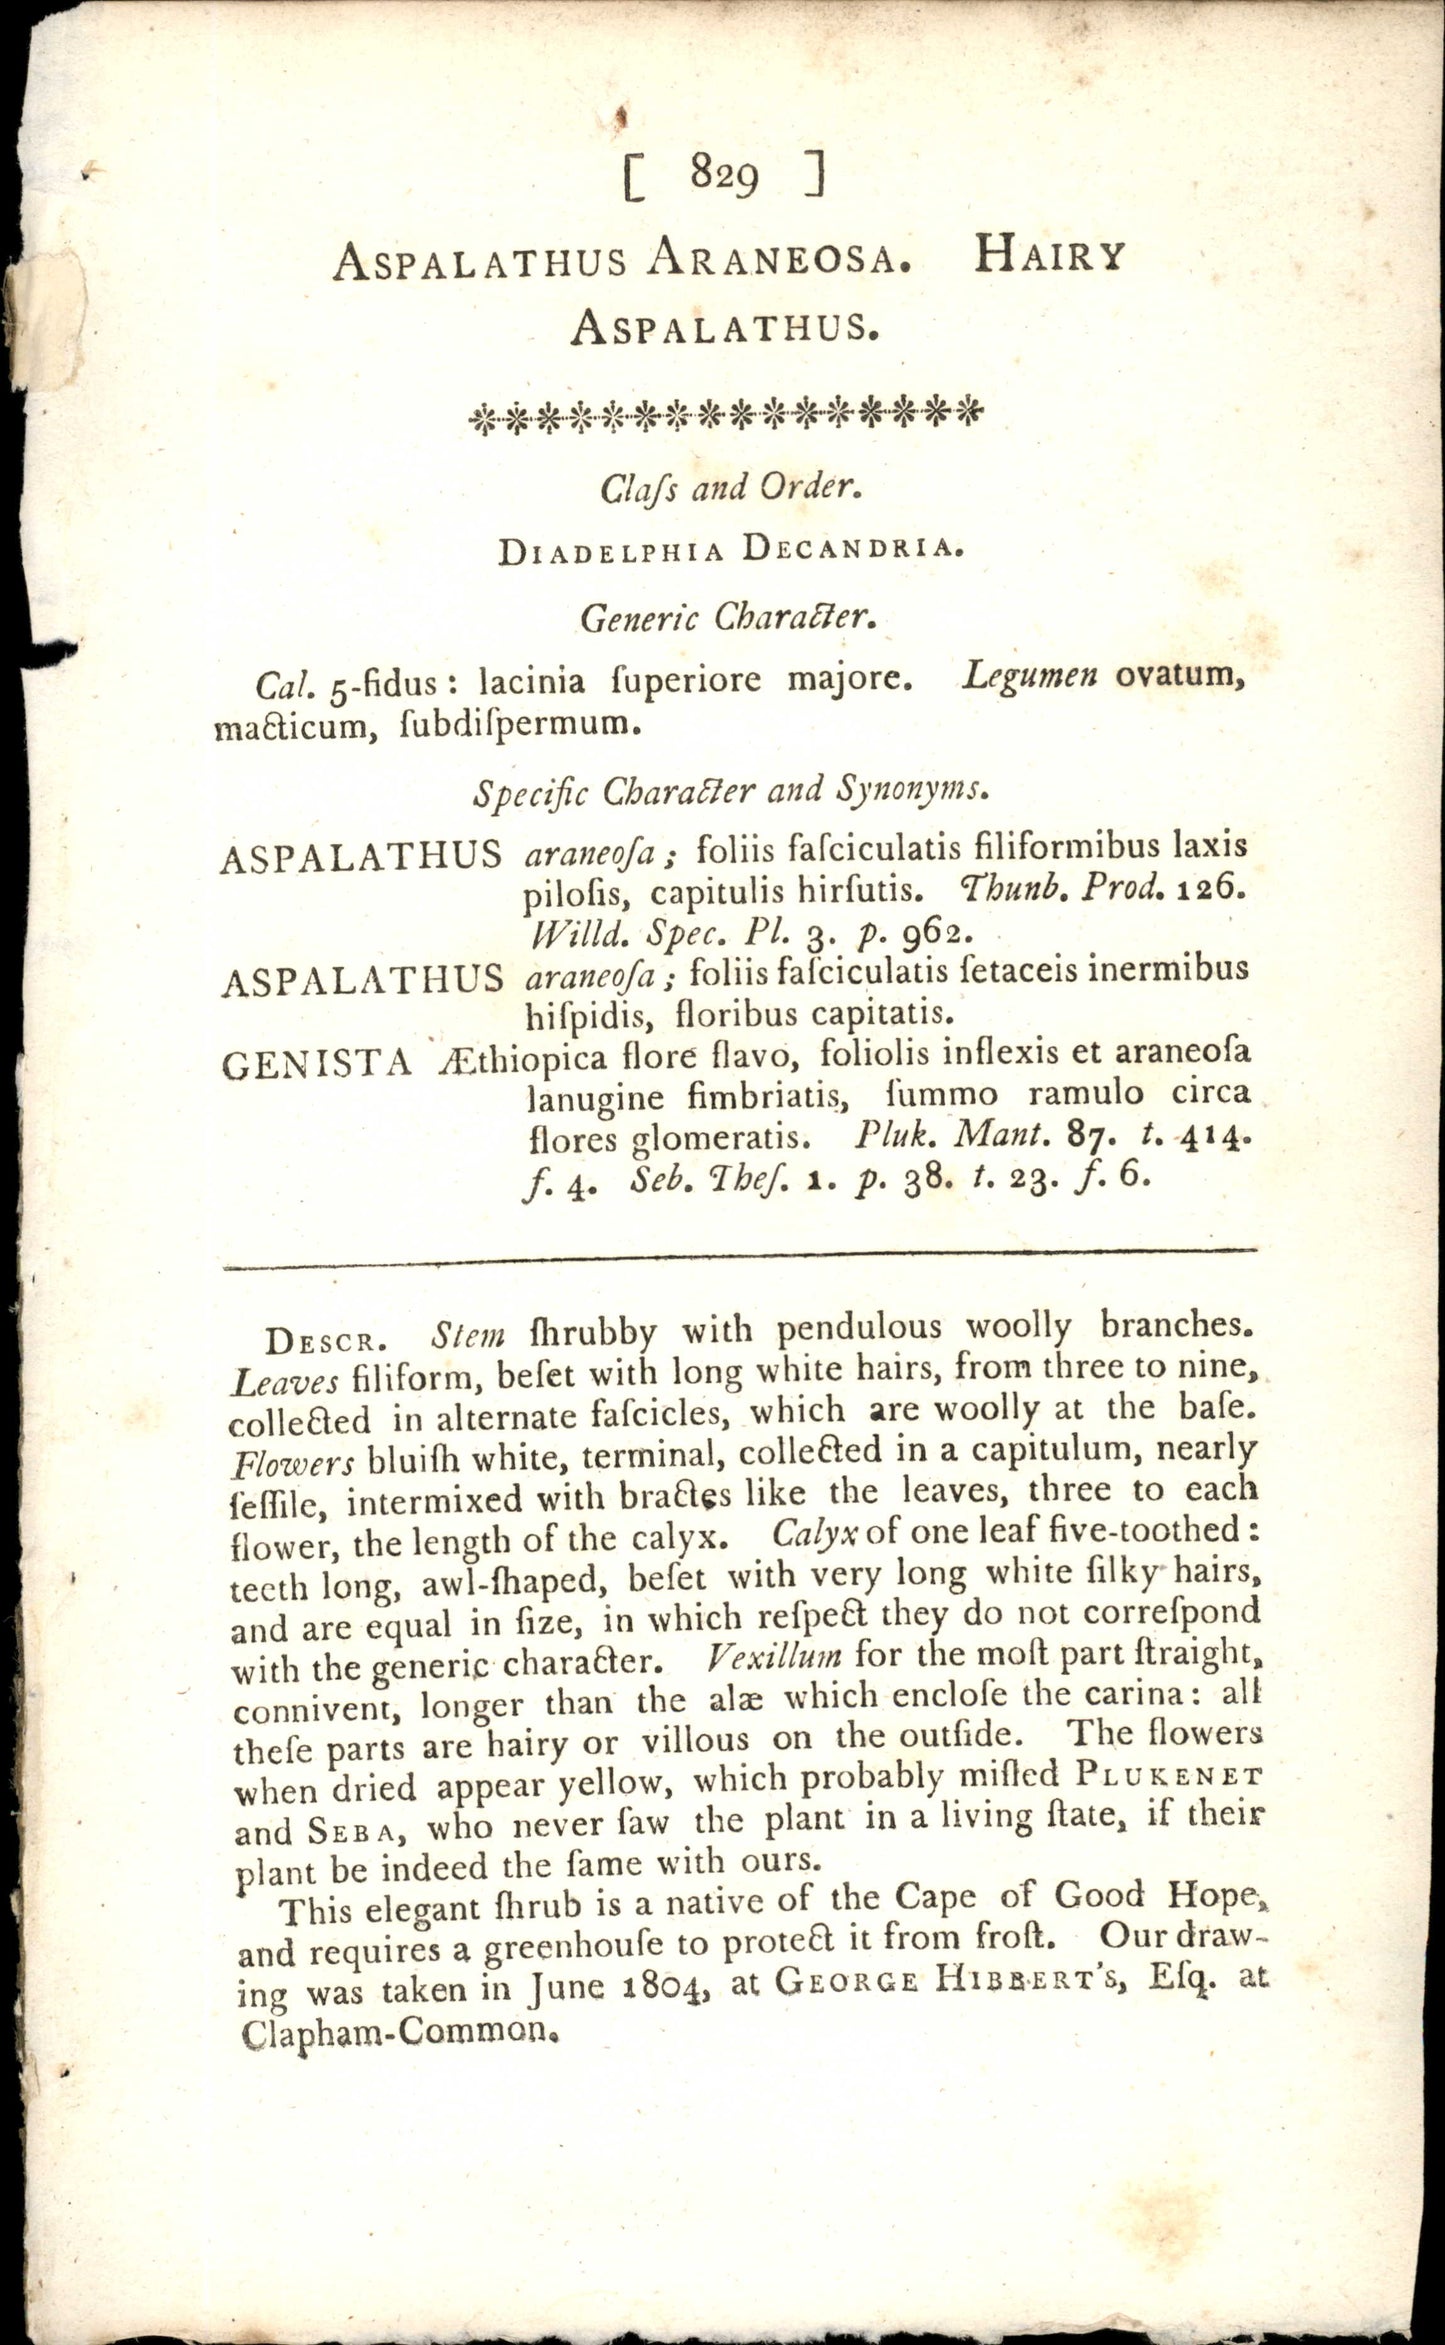 [ 829 ]
Aspalathus Araneosa. Hairy
Aspalathus.
Claſs and Order.
Diadelphia Decandria.
Generic Character.
Cal. 5-fidus: lacinia ſuperiore majore. Legumen ovatum,
macticum, ſubdiſpermum.
Specific Character and Synonyms.
ASPALATHUS araneoſa; foliis faſciculatis filiformibus laxis
piloſis, capitulis hirſutis. Thunb. Prod. 126.
Willd. Spec. Pl. 3. p. 962.
ASPALATHUS araneoſa; foliis faſciculatis ſetaceis inermibus
hiſpidis, floribus capitatis.
GENISTA Æthiopica flore flavo, foliolis inflexis et araneoſa
lanugine fimbriatis, ſummo ramulo circa
flores glomeratis. Pluk. Mant. 87. t. 414.
f. 4. Seb. Theſ. 1. p. 38. t. 23. f. 6.
Descr. Stem ſhrubby with pendulous woolly branches.
Leaves filiform, beſet with long white hairs, from three to nine,
collected in alternate faſcicles, which are woolly at the baſe.
Flowers bluiſh white, terminal, collected in a capitulum, nearly
ſeſſile, intermixed with bractes like the leaves, three to each
flower, the length of the calyx. Calyx of one leaf five-toothed:
teeth long, awl-ſhaped, beſet with very long white ſilky hairs,
and are equal in ſize, in which reſpect they do not correſpond
with the generic character. Vexillum for the moſt part ſtraight,
connivent, longer than the alæ which encloſe the carina: all
theſe parts are hairy or villous on the outſide. The flowers
when dried appear yellow, which probably miſled Plukenet
and Seba, who never ſaw the plant in a living ſtate, if their
plant be indeed the ſame with ours.
This elegant ſhrub is a native of the Cape of Good Hope,
and requires a greenhouſe to protect it from froſt. Our draw-
ing was taken in June 1804, at George Hibbert's, Eſq. at
Clapham-Common.